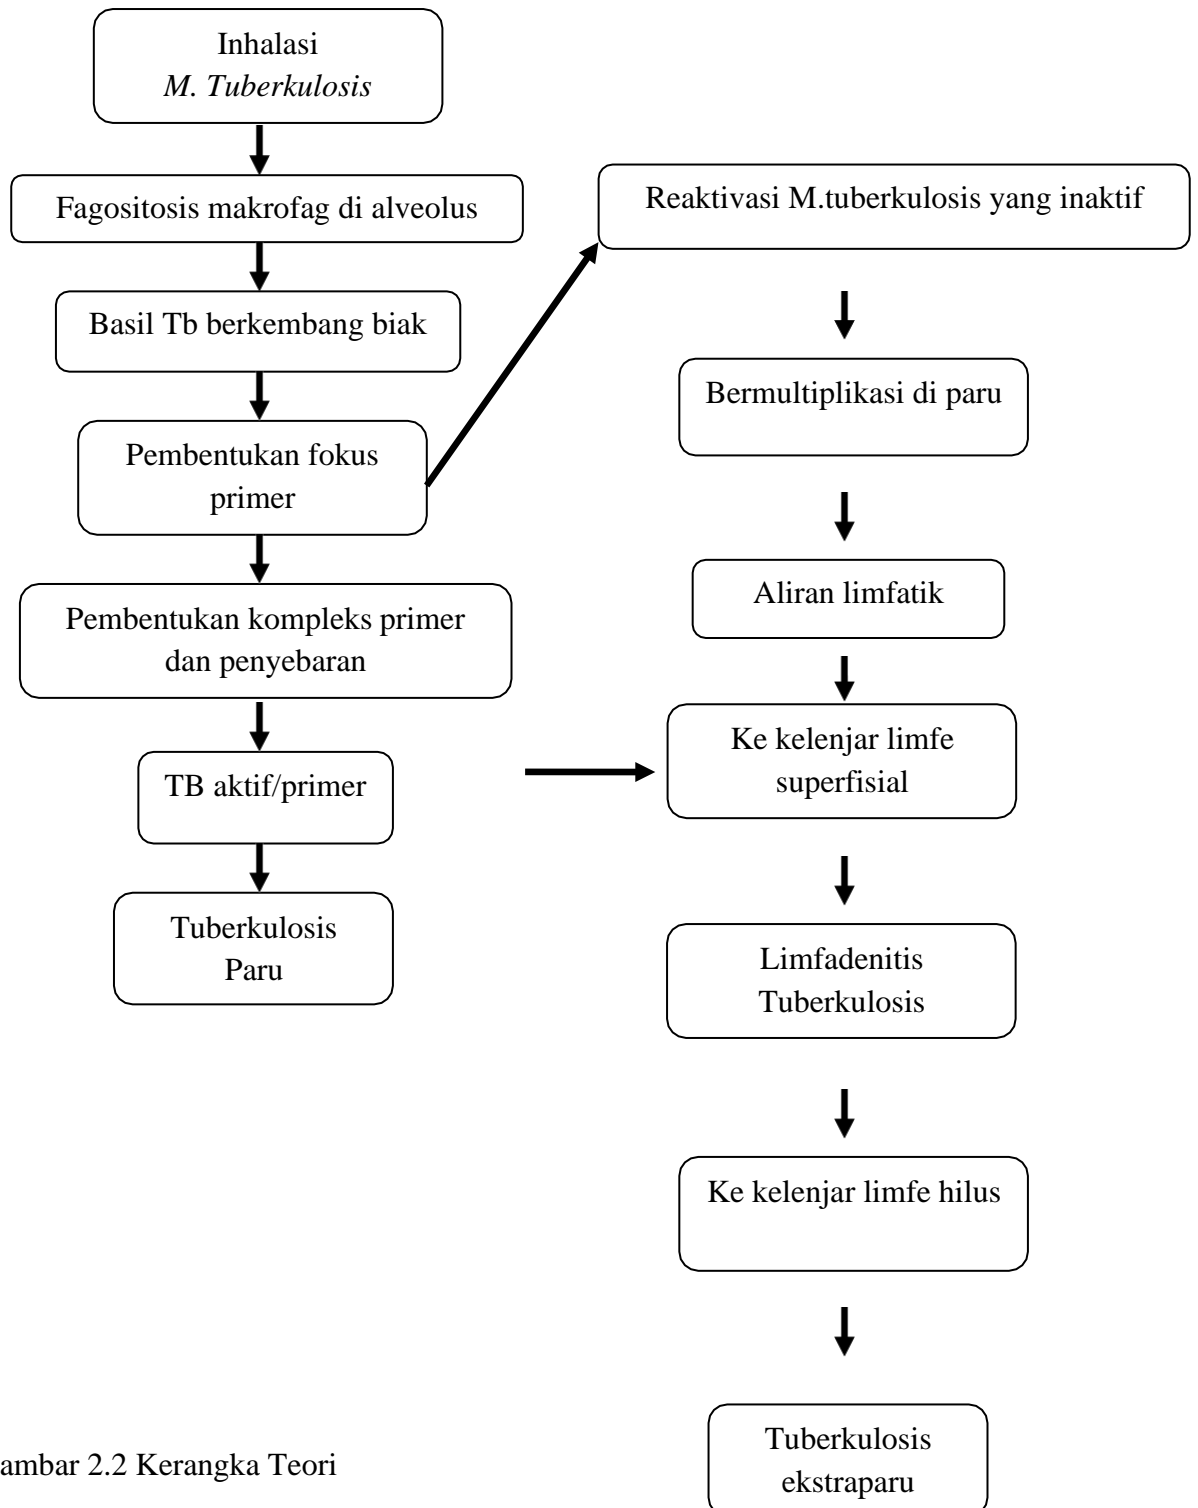 Inhalasi
M. Tuberkulosis
Fagositosis makrofag di alveolus
Basil Tb berkembang biak
Pembentukan fokus
primer
Pembentukan kompleks primer
dan penyebaran
TB aktif/primer
Tuberkulosis
Paru
Reaktivasi M.tuberkulosis yang inaktif
Bermultiplikasi di paru
Aliran limfatik
Ke kelenjar limfe
superfisial
Limfadenitis
Tuberkulosis
Ke kelenjar limfe hilus
Tuberkulosis
ekstraparu
ambar 2.2 Kerangka Teori